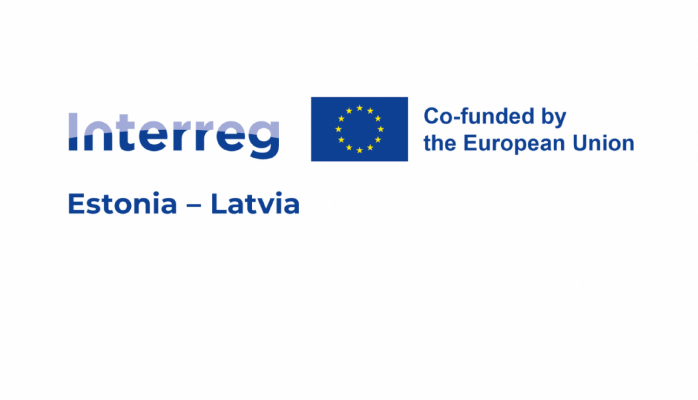 Interreg
Co-funded by
the European Union
Estonia – Latvia